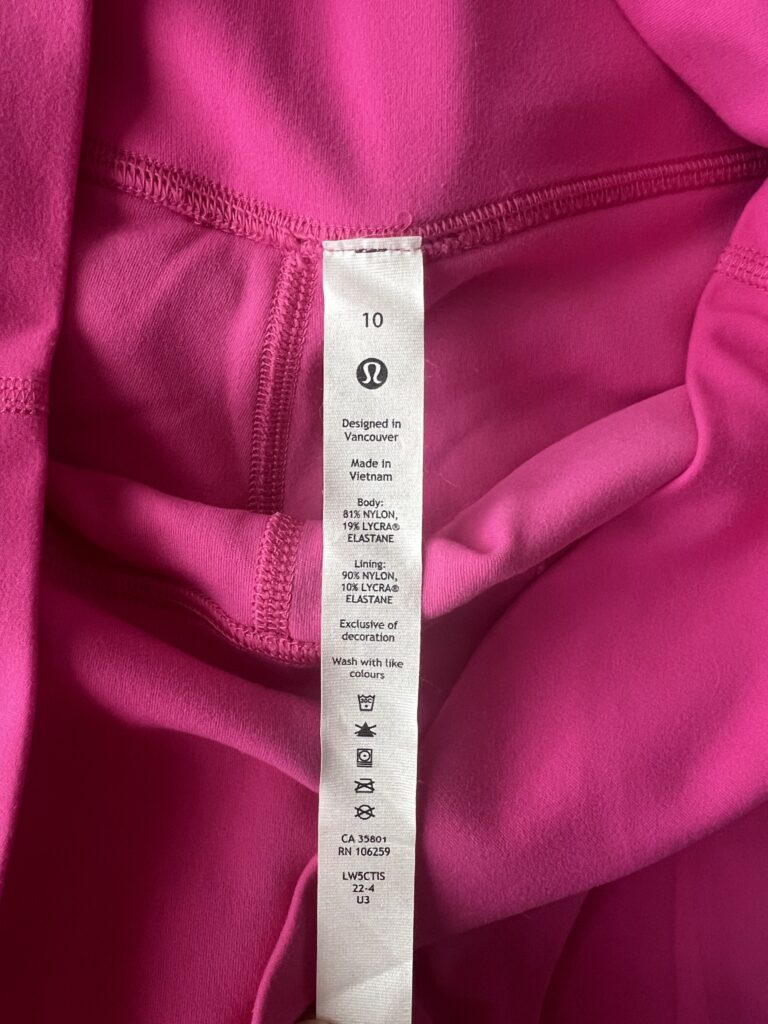 10
Designed in
Vancouver
Made in
Vietnam
Body:
81% NYLON,
19% LYCRA®
ELASTANE
Lining:
90% NYLON,
10% LYCRA®
ELASTANE
Exclusive of
decoration
Wash with like
colours
30C
CA 35801
RN 106259
LW5CTIS
22-4
U3